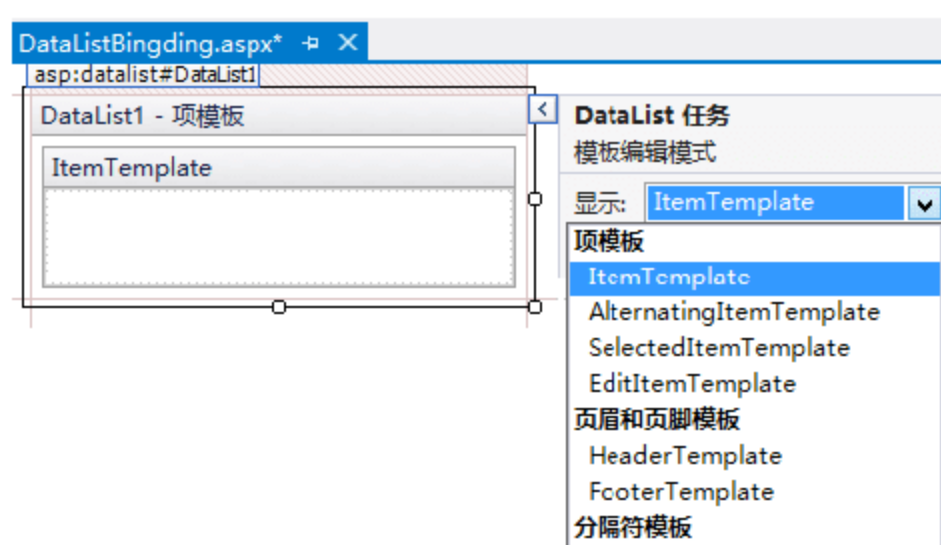 DataListBingding.aspx*
asp:datalist#DataList1
DataList1 - 项模板
ItemTemplate
DataList 任务
模板编辑模式
显示: ItemTemplate
项模板
ItemTemplate
AlternatingItemTemplate
SelectedItemTemplate
EditItemTemplate
页眉和页脚模板
HeaderTemplate
FooterTemplate
分隔符模板